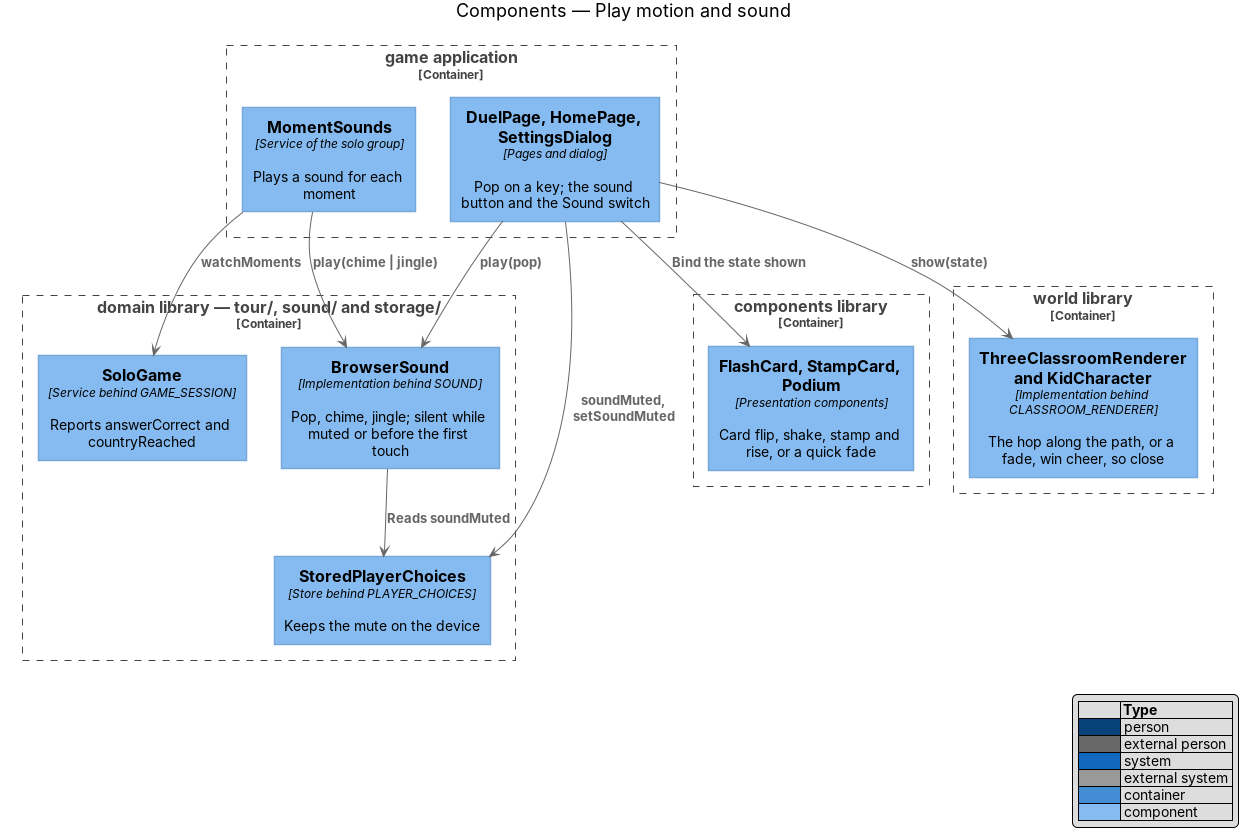 Components — Play motion and sound
game application
[Container]
MomentSounds
[Service of the solo group]
Plays a sound for each
moment
DuelPage, HomePage,
SettingsDialog
[Pages and dialog]
Pop on a key; the sound
button and the Sound switch
watchMoments
play(chime | jingle)
play(pop)
Bind the state shown
show(state)
domain library — tour/, sound/ and storage/
[Container]
SoloGame
[Service behind GAME_SESSION]
Reports answerCorrect and
countryReached
BrowserSound
[Implementation behind SOUND]
Pop, chime, jingle; silent while
muted or before the first
touch
soundMuted,
setSoundMuted
components library
[Container]
FlashCard, StampCard,
Podium
[Presentation components]
Card flip, shake, stamp and
rise, or a quick fade
world library
[Container]
ThreeClassroomRenderer
and KidCharacter
[Implementation behind
CLASSROOM_RENDERER]
The hop along the path, or a
fade, win cheer, so close
Reads soundMuted
StoredPlayerChoices
[Store behind PLAYER_CHOICES]
Keeps the mute on the device
Type
person
external person
system
external system
container
component